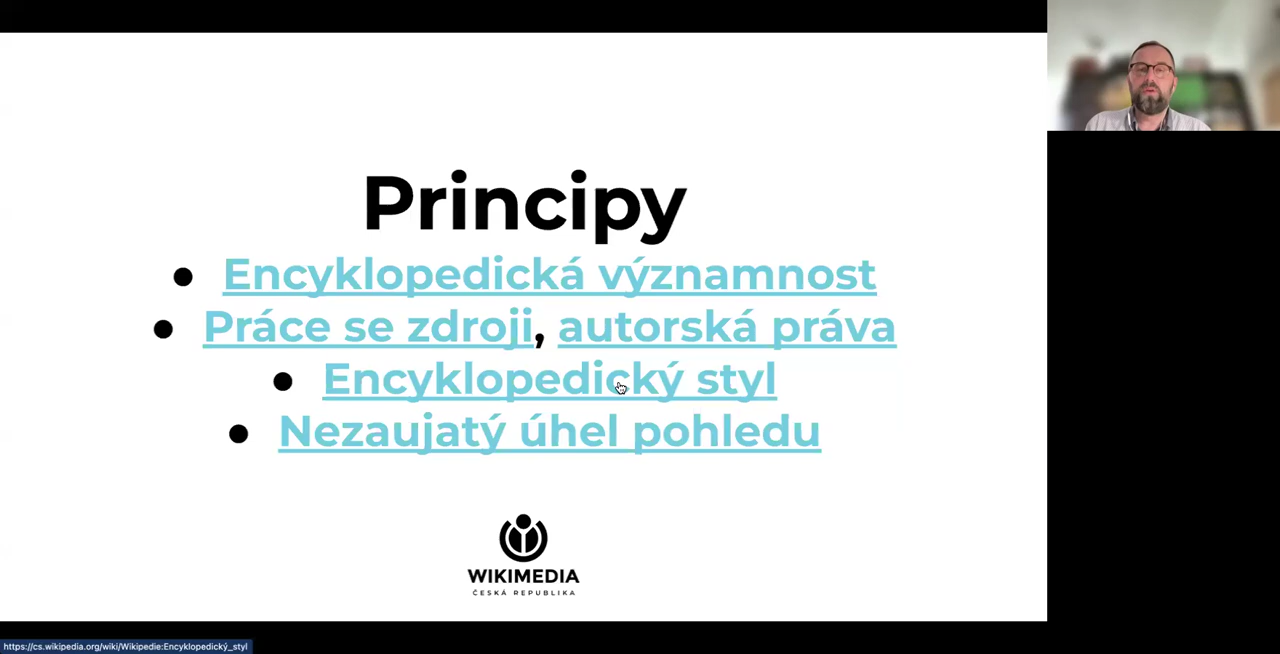 Principy
● Encyklopedická významnost
● Práce se zdroji, autorská práva
● Encyklopedický styl
● Nezaujatý úhel pohledu
WIKIMEDIA
ČESKÁ REPUBLIKA
https://cs.wikipedia.org/wiki/Wikipedie:Encyklopedický_styl